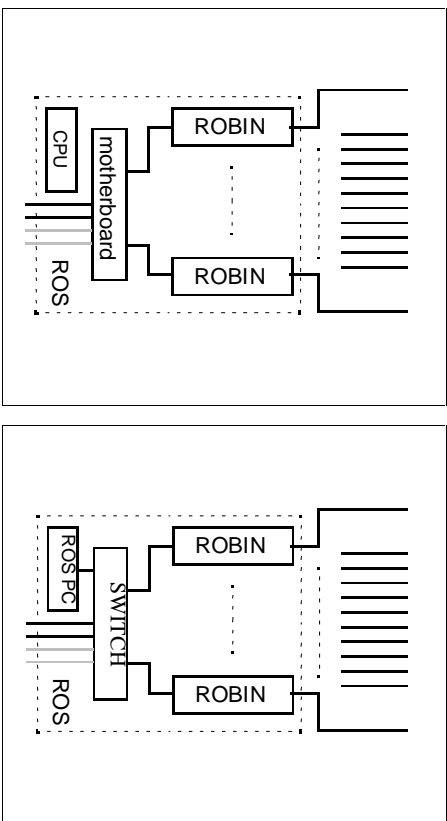 ROBIN
CPU
motherboard
ROBIN
ROS
ROBIN
ROS PC
SWITCH
ROBIN
ROS